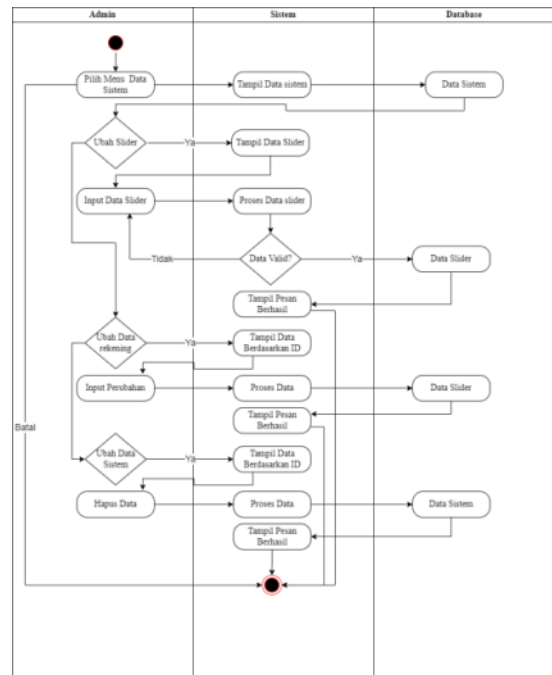 Admin
Sistem
Database
Pilih Menu Data
Sistem
Tampil Data sistem
Data Sistem
Ubah Slider
Ya
Tampil Data Slider
Input Data Slider
Proses Data slider
Tidak
Data Valid?
Ya
Data Slider
Tampil Pesan
Berhasil
Ubah Data
rekening
Ya
Tampil Data
Berdasarkan ID
Input Perubahan
Proses Data
Data Slider
Tampil Pesan
Berhasil
Batal
Ubah Data
Sistem
Ya
Tampil Data
Berdasarkan ID
Hapus Data
Proses Data
Data Sistem
Tampil Pesan
Berhasil